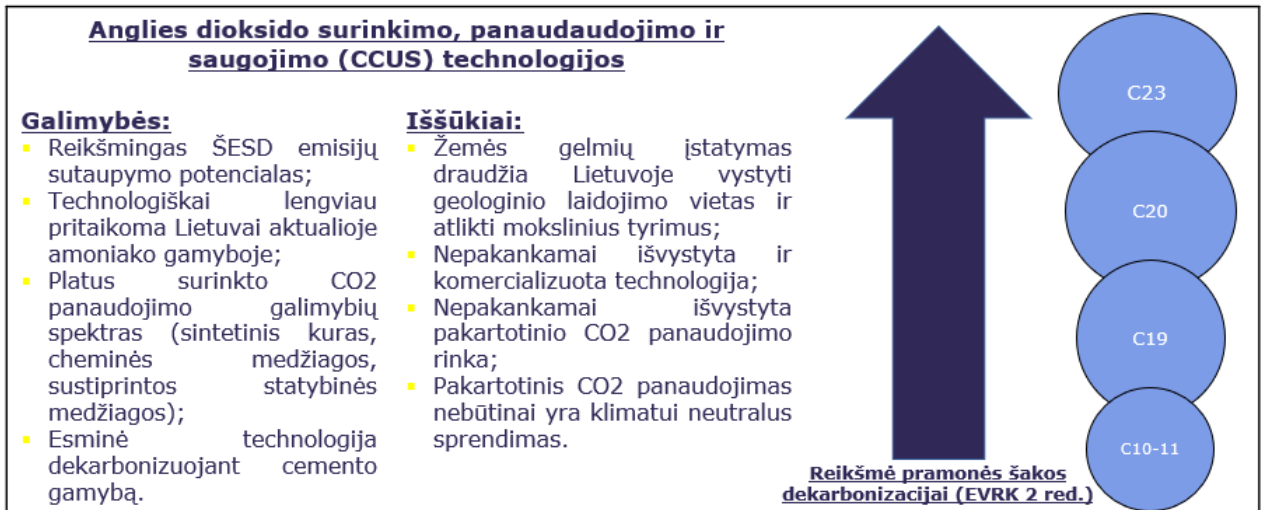 Anglies dioksido surinkimo, panaudaudojimo ir
saugojimo (CCUS) technologijos
Galimybės:
▪ Reikšmingas ŠESD emisijų
sutaupymo potencialas;
▪ Technologiškai lengviau
pritaikoma Lietuvai aktualioje
amoniako gamyboje;
▪ Platus surinkto CO2
panaudojimo galimybių
spektras (sintetinis kuras,
cheminės medžiagos,
sustiprintos statybinės
medžiagos);
▪ Esminė technologija
dekarbonizuojant cemento
gamybą.
Iššūkiai:
▪ Žemės gelmių įstatymas
draudžia Lietuvoje vystyti
geologinio laidojimo vietas ir
atlikti mokslinius tyrimus;
▪ Nepakankamai išvystyta ir
komercializuota technologija;
▪ Nepakankamai išvystyta
pakartotinio CO2 panaudojimo
rinka;
▪ Pakartotinis CO2 panaudojimas
nebūtinai yra klimatui neutralus
sprendimas.
Reikšmė pramonės šakos
dekarbonizacijai (EVRK 2 red.)
C23
C20
C19
C10-11